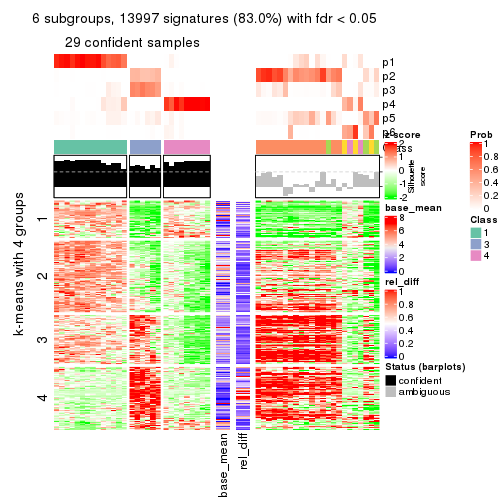 6 subgroups, 13997 signatures (83.0%) with fdr < 0.05
29 confident samples
p1
p2
p3
p4
p5
p6
Class
z-score
2
1
0
-1
-2
Silhouette
score
Prob
1
0.8
0.6
0.4
0.2
0
base_mean
8
6
4
2
0
Class
1
3
4
rel_diff
1
0.8
0.6
0.4
0.2
0
Status (barplots)
confident
ambiguous
k-means with 4 groups
1
2
3
4
base_mean
rel_diff